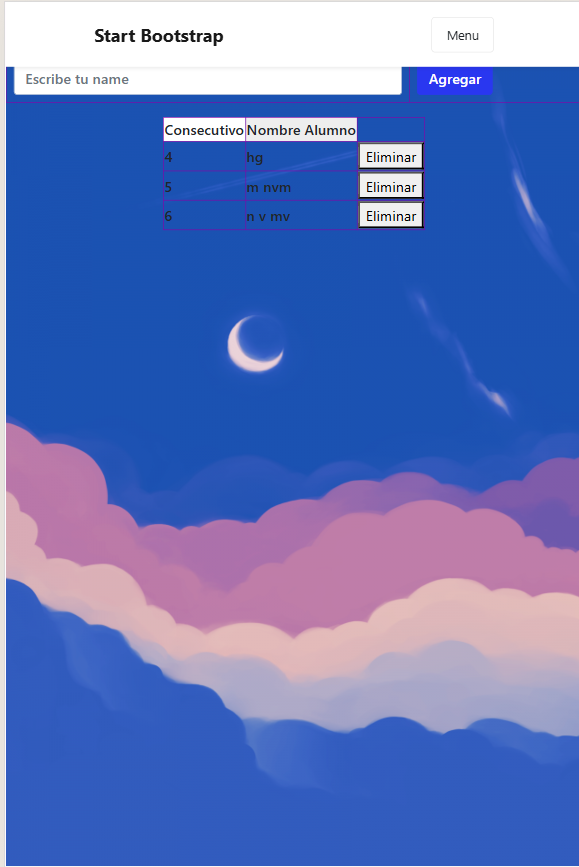 Start Bootstrap Menu
Escribe tu name Agregar
Consecutivo Nombre Alumno
4 hg Eliminar
5 m nvm Eliminar
6 n v mv Eliminar